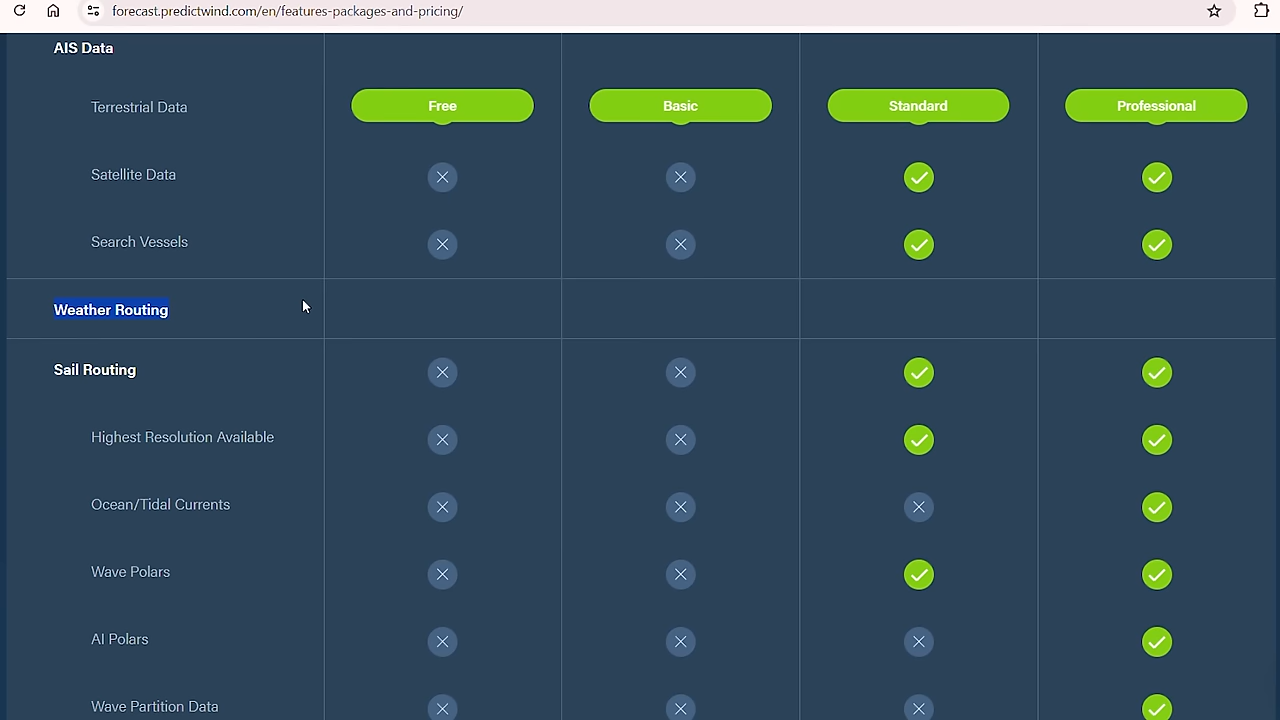 forecast.predictwind.com/en/features-packages-and-pricing/
AIS Data
Terrestrial Data
Free
Basic
Standard
Professional
Satellite Data
Search Vessels
Weather Routing
Sail Routing
Highest Resolution Available
Ocean/Tidal Currents
Wave Polars
AI Polars
Wave Partition Data